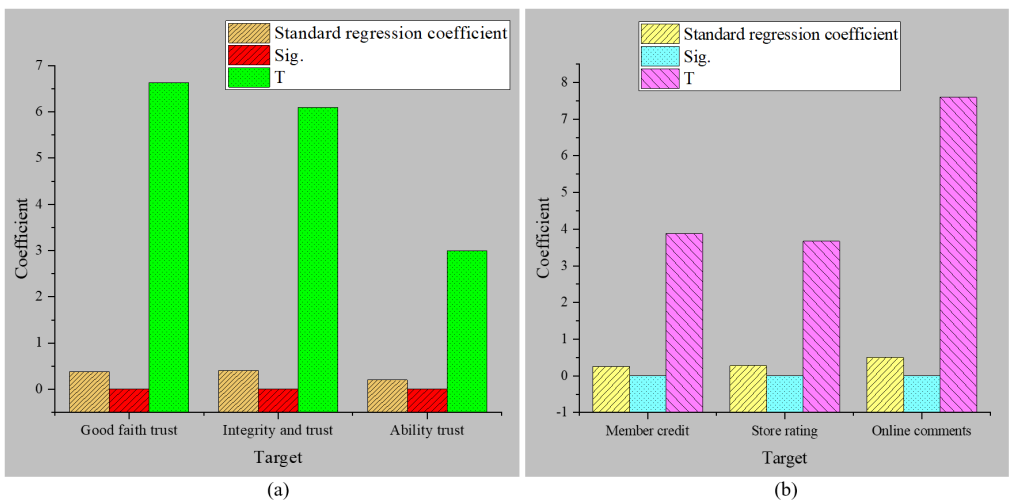 Standard regression coefficient
Sig.
T
7
6
5
4
3
2
1
0
Coefficient
Good faith trust
Integrity and trust
Ability trust
Target
(a)
Standard regression coefficient
Sig.
T
8
7
6
5
4
3
2
1
0
-1
Coefficient
Member credit
Store rating
Online comments
Target
(b)